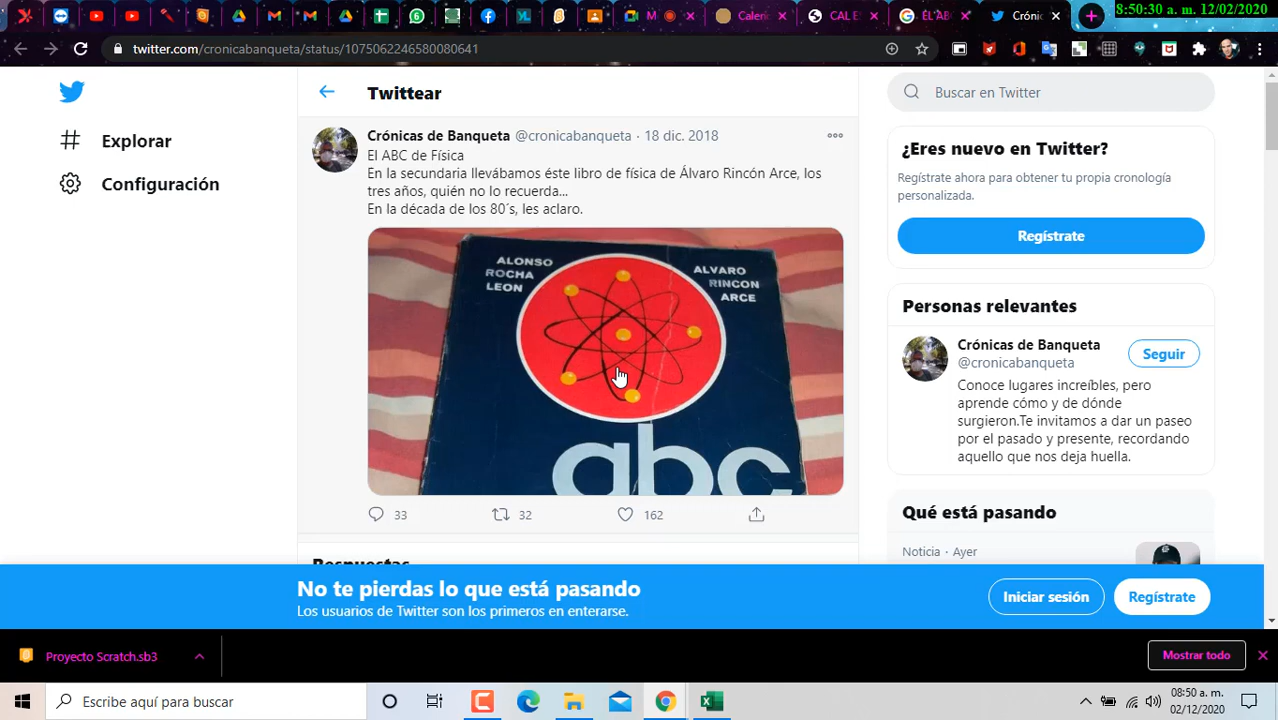 8:50:30 a. m. 12/02/2020
M
Calen
CAL E
ÉL AB
Cróni
twitter.com/cronicabanqueta/status/1075062246580080641
Explorar
Configuración
Twittear
Crónicas de Banqueta @cronicabanqueta · 18 dic. 2018
El ABC de Física
En la secundaria llevábamos éste libro de física de Álvaro Rincón Arce, los
tres años, quién no lo recuerda...
En la década de los 80´s, les aclaro.
ALONSO
ROCHA
LEON
ALVARO
RINCON
ARCE
abc
33
32
162
Respuestas
Buscar en Twitter
¿Eres nuevo en Twitter?
Regístrate ahora para obtener tu propia cronología
personalizada.
Regístrate
Personas relevantes
Crónicas de Banqueta
@cronicabanqueta
Seguir
Conoce lugares increíbles, pero
aprende cómo y de dónde
surgieron.Te invitamos a dar un paseo
por el pasado y presente, recordando
aquello que nos deja huella.
Qué está pasando
Noticia · Ayer
No te pierdas lo que está pasando
Los usuarios de Twitter son los primeros en enterarse.
Iniciar sesión
Regístrate
Proyecto Scratch.sb3
Mostrar todo
Escribe aquí para buscar
08:50 a. m.
02/12/2020